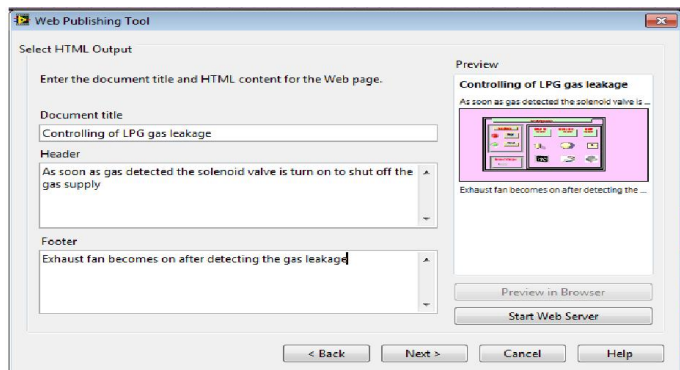 Web Publishing Tool
Select HTML Output
Enter the document title and HTML content for the Web page.
Document title
Controlling of LPG gas leakage
Header
As soon as gas detected the solenoid valve is turn on to shut off the
gas supply
Footer
Exhaust fan becomes on after detecting the gas leakage
Preview
Controlling of LPG gas leakage
As soon as gas detected the solenoid valve is ...
Exhaust fan becomes on after detecting the ...
Preview in Browser
Start Web Server
< Back
Next >
Cancel
Help